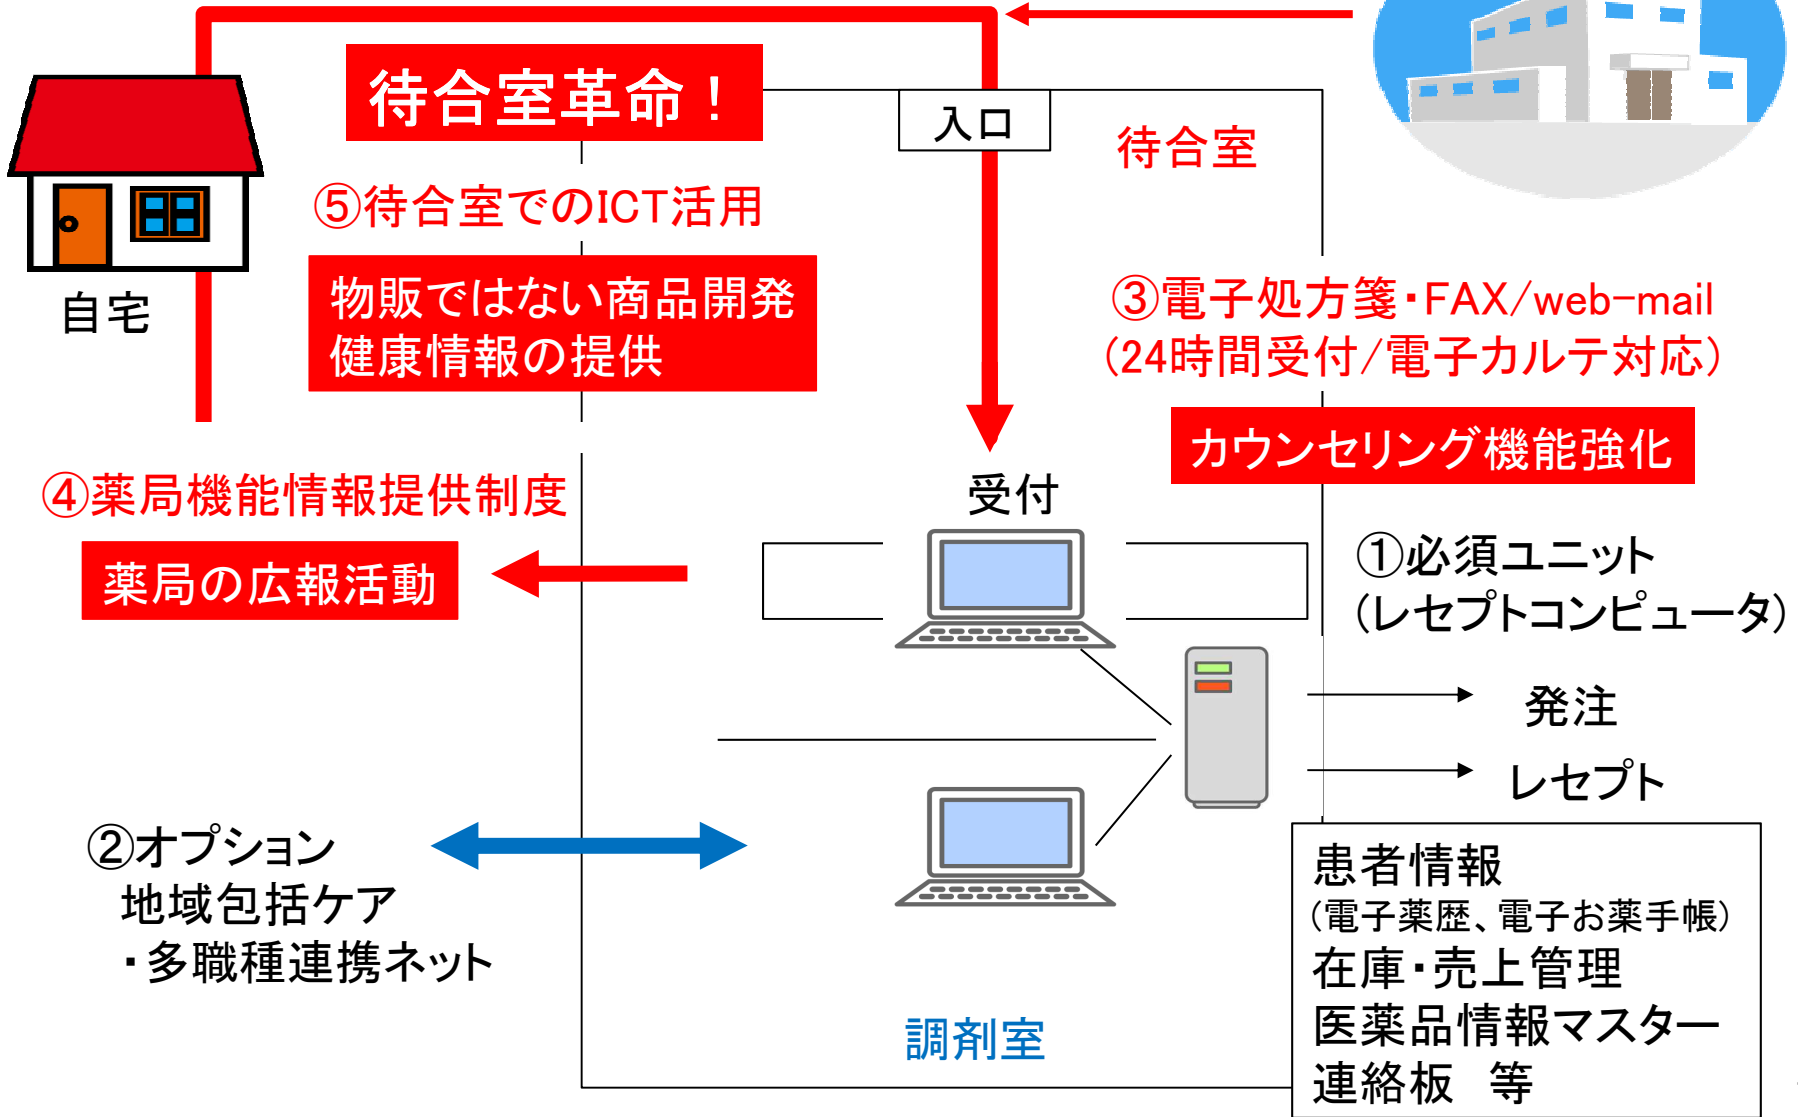 待合室革命！
入口
待合室
⑤待合室でのICT活用
物販ではない商品開発
健康情報の提供
自宅
③電子処方箋・FAX/web-mail
(24時間受付/電子カルテ対応)
カウンセリング機能強化
④薬局機能情報提供制度
薬局の広報活動
受付
①必須ユニット
(レセプトコンピュータ)
発注
レセプト
②オプション
地域包括ケア
・多職種連携ネット
患者情報
(電子薬歴、電子お薬手帳)
在庫・売上管理
医薬品情報マスター
連絡板　等
調剤室